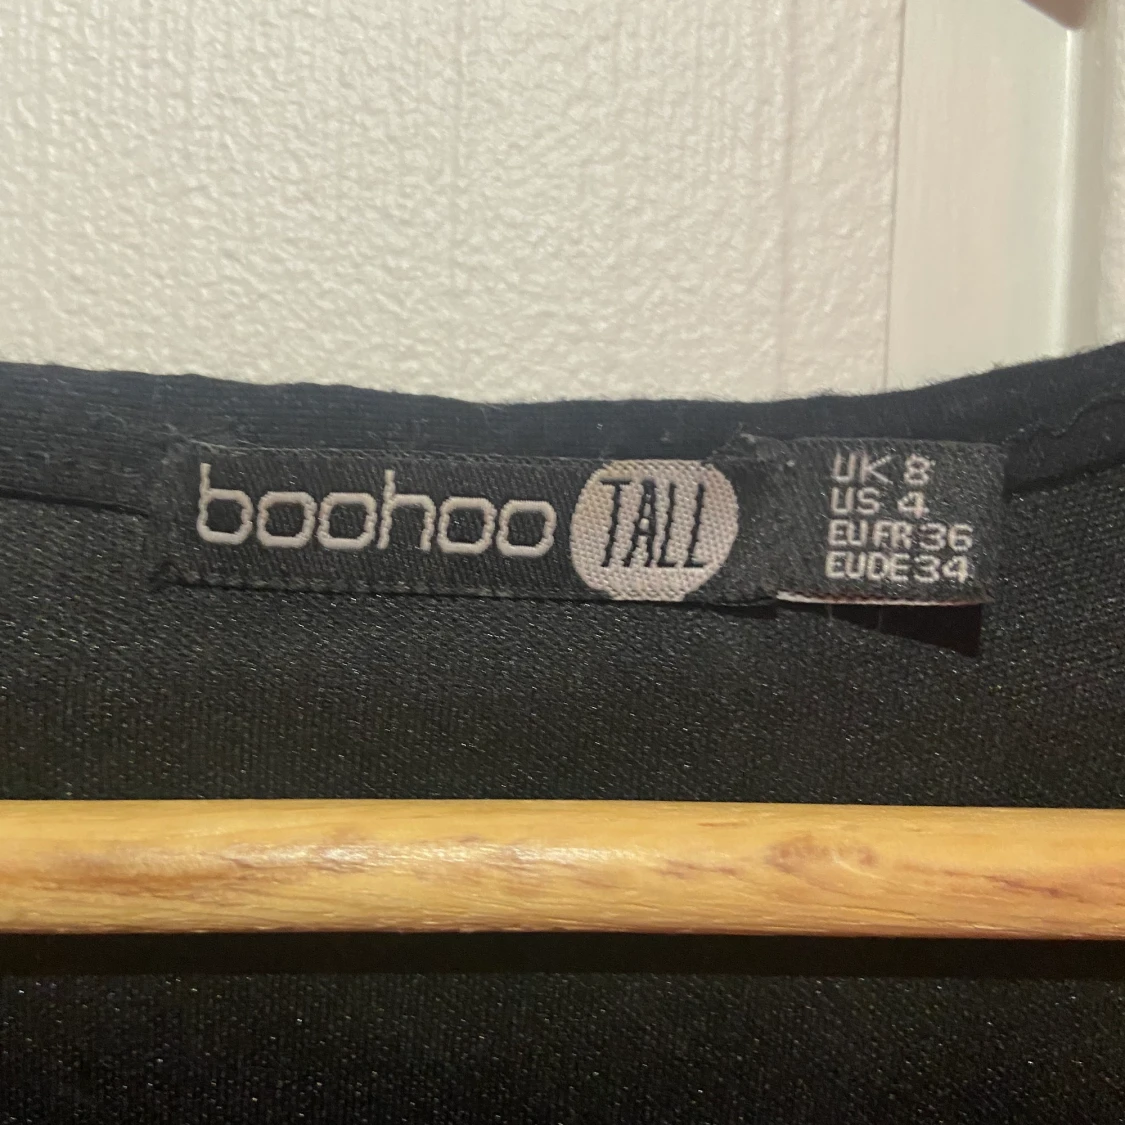 boohoo TALL
UK 8
US 4
EU FR 36
EU DE 34